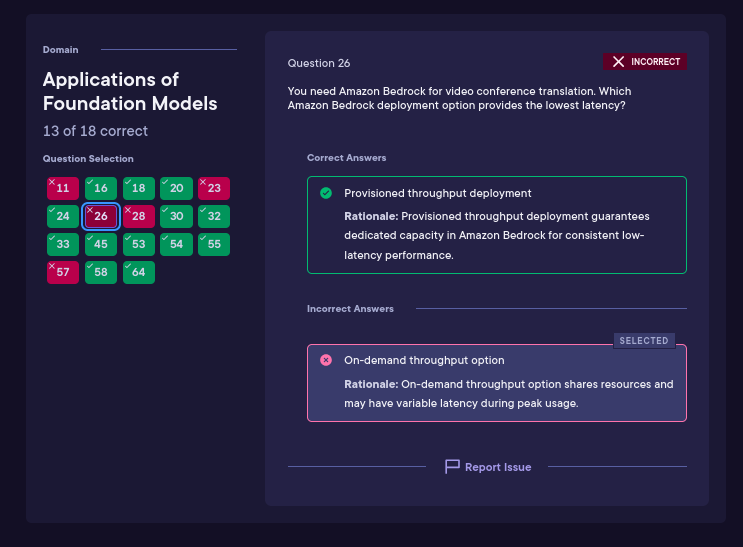 Domain
Applications of
Foundation Models
13 of 18 correct
Question Selection
11 16 18 20 23
24 26 28 30 32
33 45 53 54 55
57 58 64
Question 26
INCORRECT
You need Amazon Bedrock for video conference translation. Which
Amazon Bedrock deployment option provides the lowest latency?
Correct Answers
Provisioned throughput deployment
Rationale: Provisioned throughput deployment guarantees
dedicated capacity in Amazon Bedrock for consistent low-
latency performance.
Incorrect Answers
SELECTED
On-demand throughput option
Rationale: On-demand throughput option shares resources and
may have variable latency during peak usage.
Report Issue